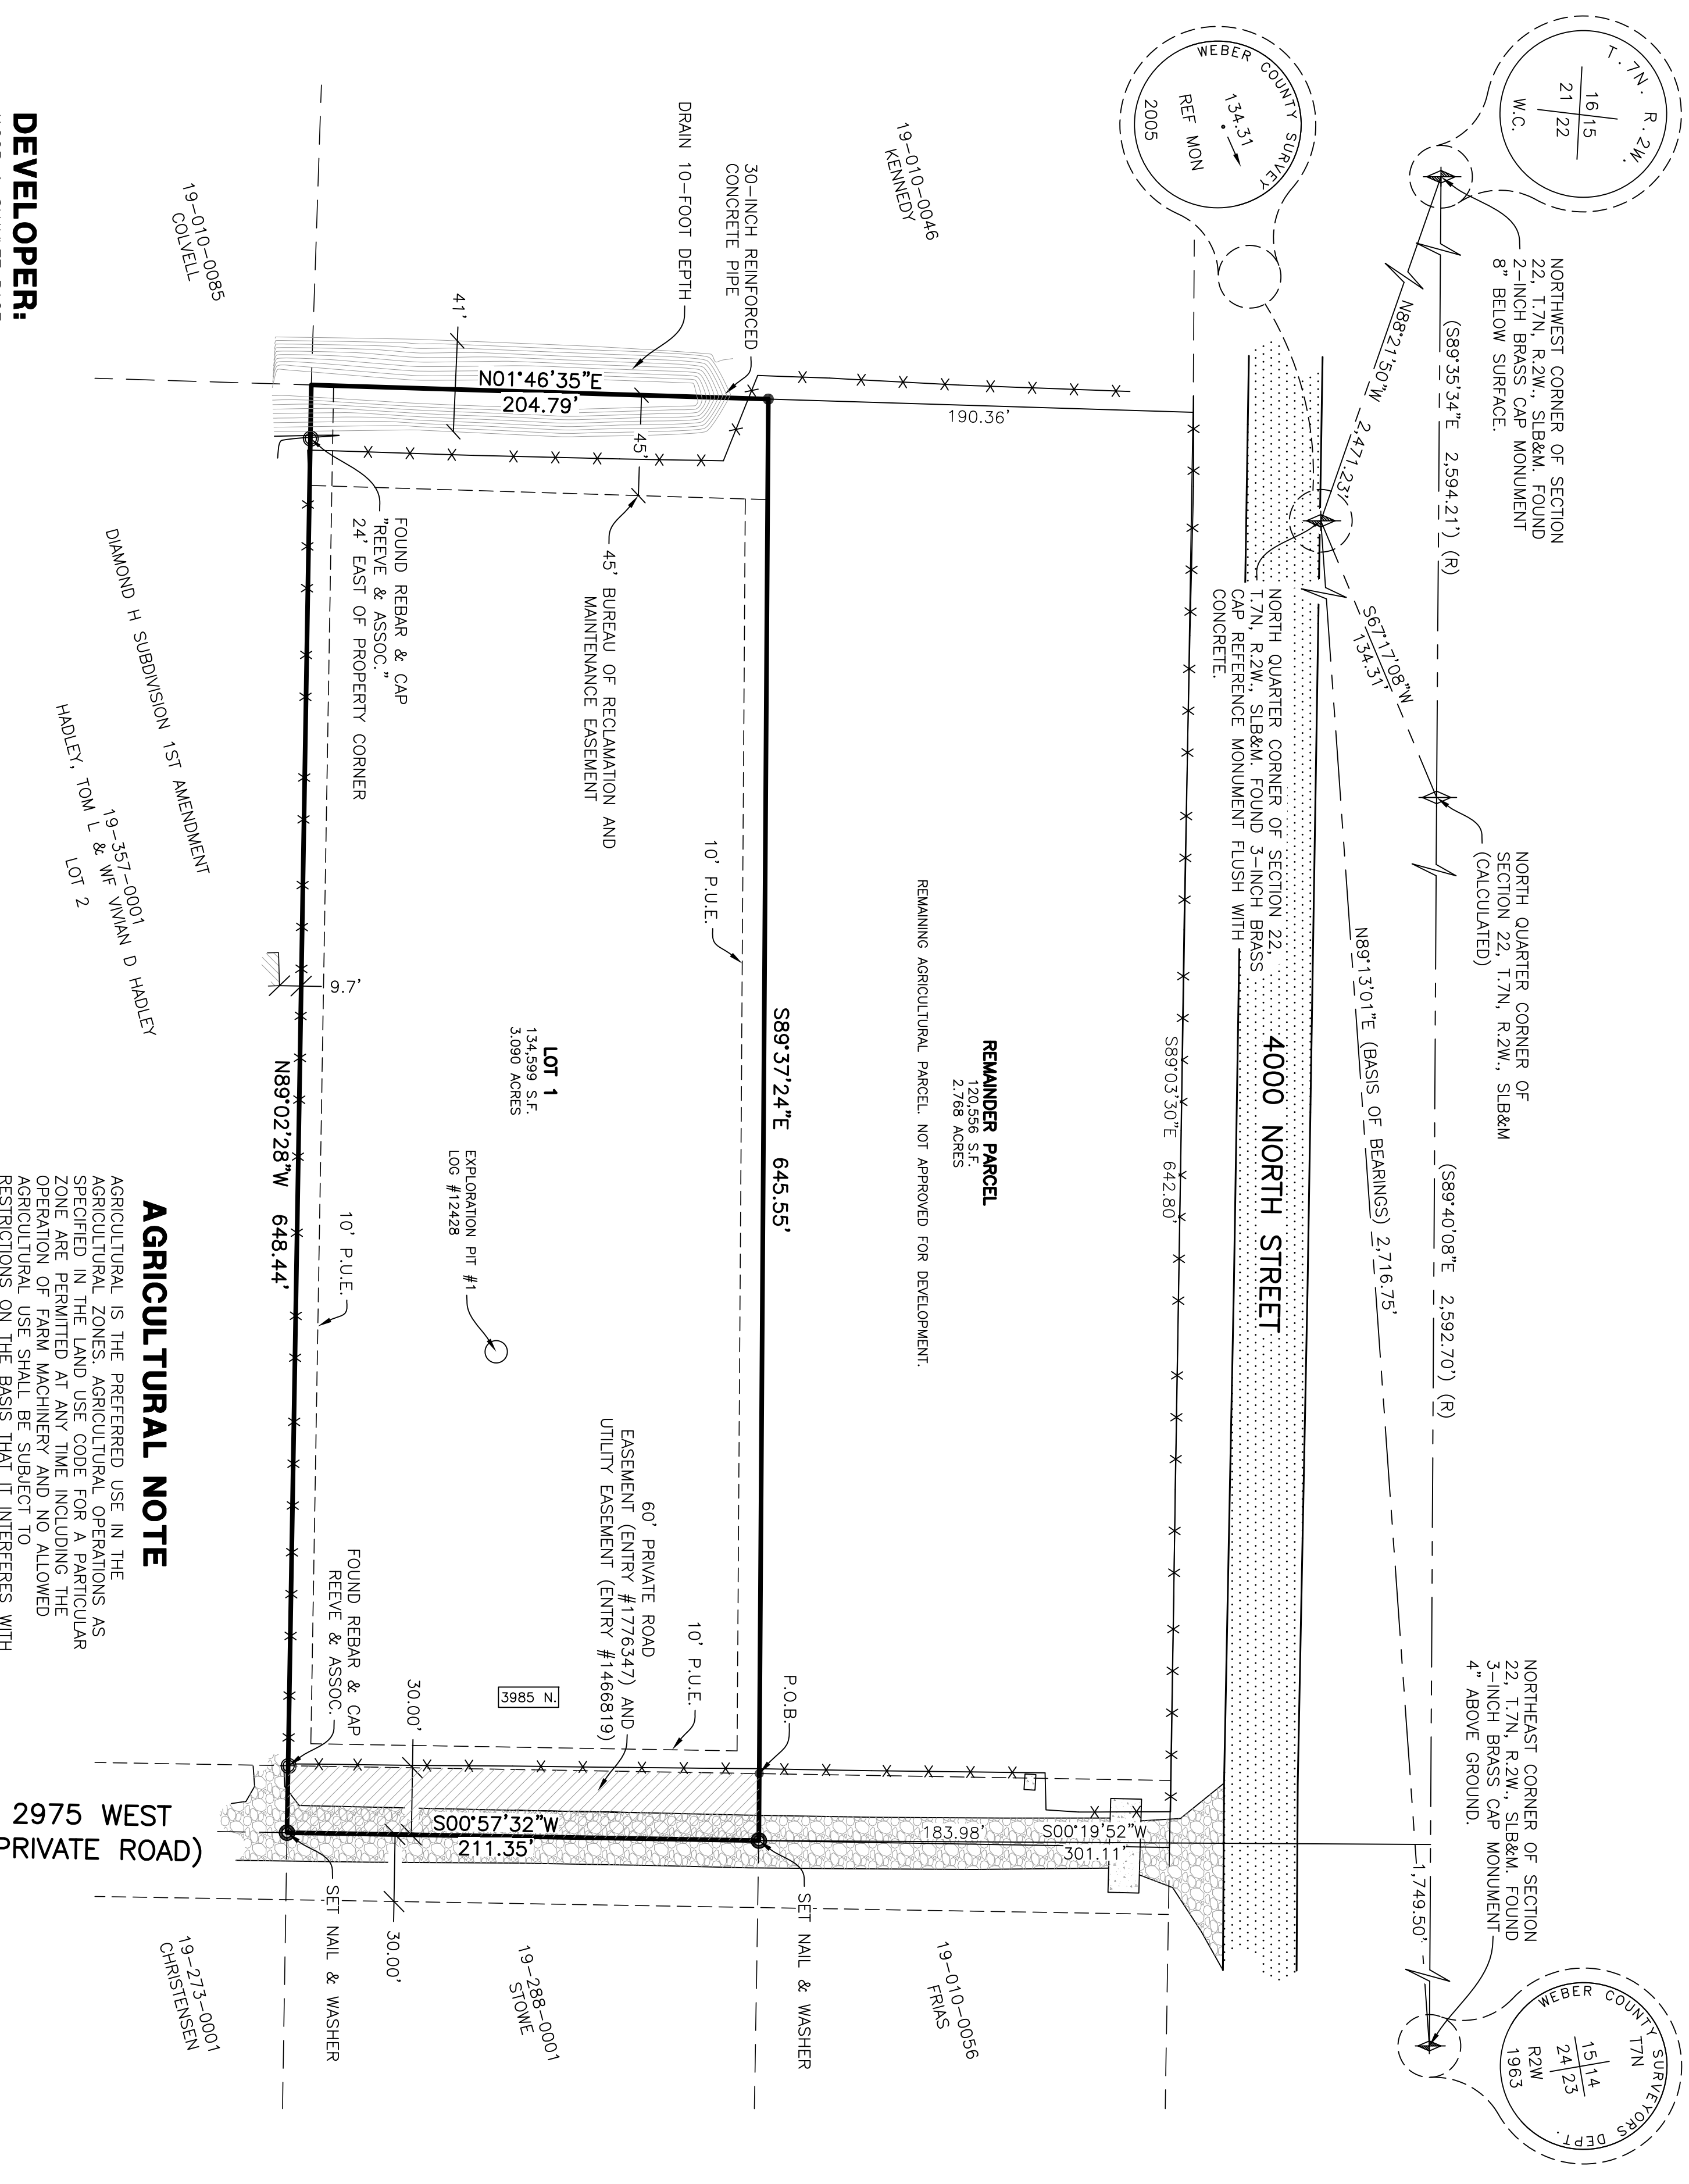 T. 7N. R. 2W.
16 15
21 22
W.C.
WEBER COUNTY SURVEY
134.31
REF MON
2005
NORTHWEST CORNER OF SECTION
22, T.7N, R.2W., SLB&M. FOUND
2-INCH BRASS CAP MONUMENT
8" BELOW SURFACE.
(S89°35'34"E 2,594.21') (R)
N88°21'50"W 2,471.23'
S67°17'08"W
134.31'
NORTH QUARTER CORNER OF
SECTION 22, T.7N, R.2W., SLB&M
(CALCULATED)
(S89°40'08"E 2,592.70') (R)
N89°13'01"E (BASIS OF BEARINGS) 2,716.75'
NORTHEAST CORNER OF SECTION
22, T.7N, R.2W., SLB&M. FOUND
3-INCH BRASS CAP MONUMENT
4" ABOVE GROUND.
WEBER COUNTY SURVEYORS DEPT.
T7N
15 14
24 23
R2W
1963
1,749.50'
NORTH QUARTER CORNER OF SECTION 22,
T.7N, R.2W., SLB&M. FOUND 3-INCH BRASS
CAP REFERENCE MONUMENT FLUSH WITH
CONCRETE.
4000 NORTH STREET
S89°03'30"E 642.80'
19-010-0046
KENNEDY
190.36'
REMAINDER PARCEL
120,556 S.F.
2.768 ACRES
REMAINING AGRICULTURAL PARCEL. NOT APPROVED FOR DEVELOPMENT.
183.98'
S00°19'52"W
301.11'
19-010-0056
FRIAS
30-INCH REINFORCED
CONCRETE PIPE
DRAIN 10-FOOT DEPTH
S89°37'24"E 645.55'
P.O.B.
SET NAIL & WASHER
10' P.U.E.
10' P.U.E.
N01°46'35"E
204.79'
45'
41'
45' BUREAU OF RECLAMATION AND
MAINTENANCE EASEMENT
60' PRIVATE ROAD
EASEMENT (ENTRY #1776347) AND
UTILITY EASEMENT (ENTRY #1466819)
LOT 1
134,599 S.F.
3.090 ACRES
3985 N.
19-288-0001
STOWE
EXPLORATION PIT #1
LOG #12428
S00°57'32"W
211.35'
30.00'
30.00'
FOUND REBAR & CAP
"REEVE & ASSOC."
24' EAST OF PROPERTY CORNER
10' P.U.E.
FOUND REBAR & CAP
REEVE & ASSOC.
SET NAIL & WASHER
9.7'
N89°02'28"W 648.44'
19-010-0085
COLVELL
DIAMOND H SUBDIVISION 1ST AMENDMENT
19-357-0001
HADLEY, TOM L & WF VIVIAN D HADLEY
LOT 2
19-273-0001
CHRISTENSEN
2975 WEST
PRIVATE ROAD)
AGRICULTURAL NOTE
AGRICULTURAL IS THE PREFERRED USE IN THE
AGRICULTURAL ZONES. AGRICULTURAL OPERATIONS AS
SPECIFIED IN THE LAND USE CODE FOR A PARTICULAR
ZONE ARE PERMITTED AT ANY TIME INCLUDING THE
OPERATION OF FARM MACHINERY AND NO ALLOWED
AGRICULTURAL USE SHALL BE SUBJECT TO
RESTRICTIONS ON THE BASIS THAT IT INTERFERES WITH
DEVELOPER: